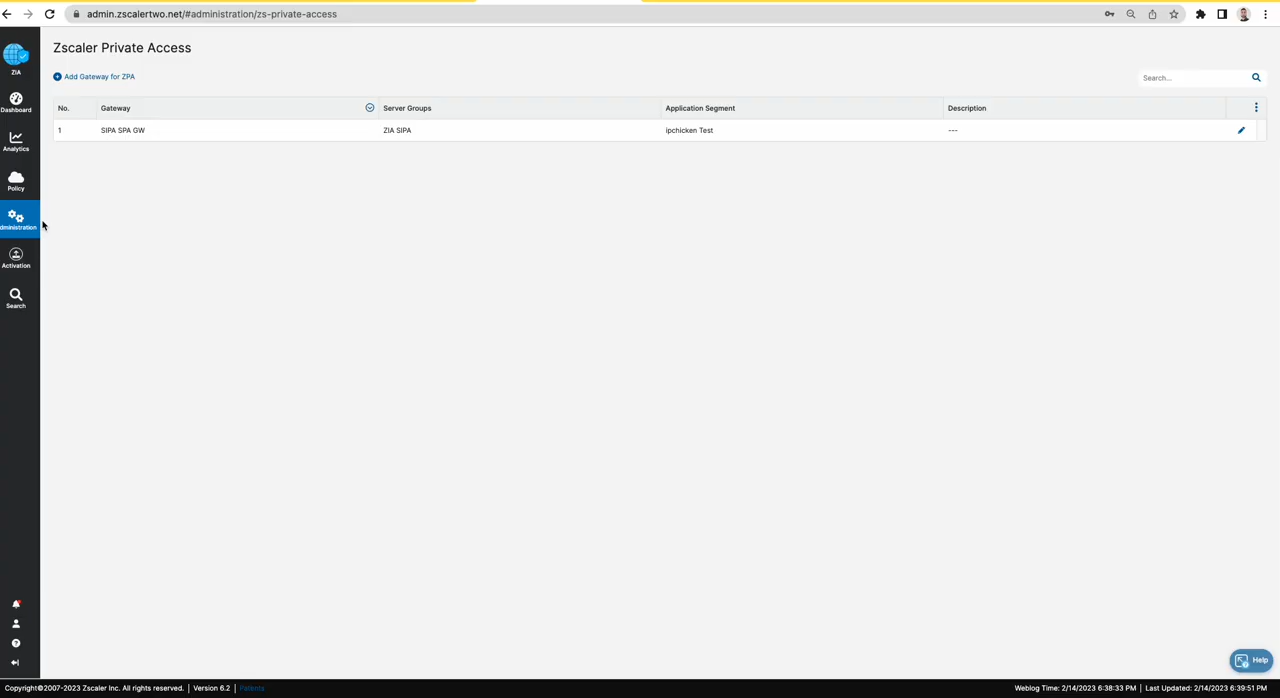 admin.zscalertwo.net/#administration/zs-private-access
Zscaler Private Access
ZIA
Add Gateway for ZPA
Search...
Dashboard
No. Gateway Server Groups Application Segment Description
1 SIPA SPA GW ZIA SIPA ipchicken Test ---
Analytics
Policy
dministration
Activation
Search
Help
Copyright©2007-2023 Zscaler Inc. All rights reserved. | Version 6.2 | Patents
Weblog Time: 2/14/2023 6:38:33 PM | Last Updated: 2/14/2023 6:39:51 PM